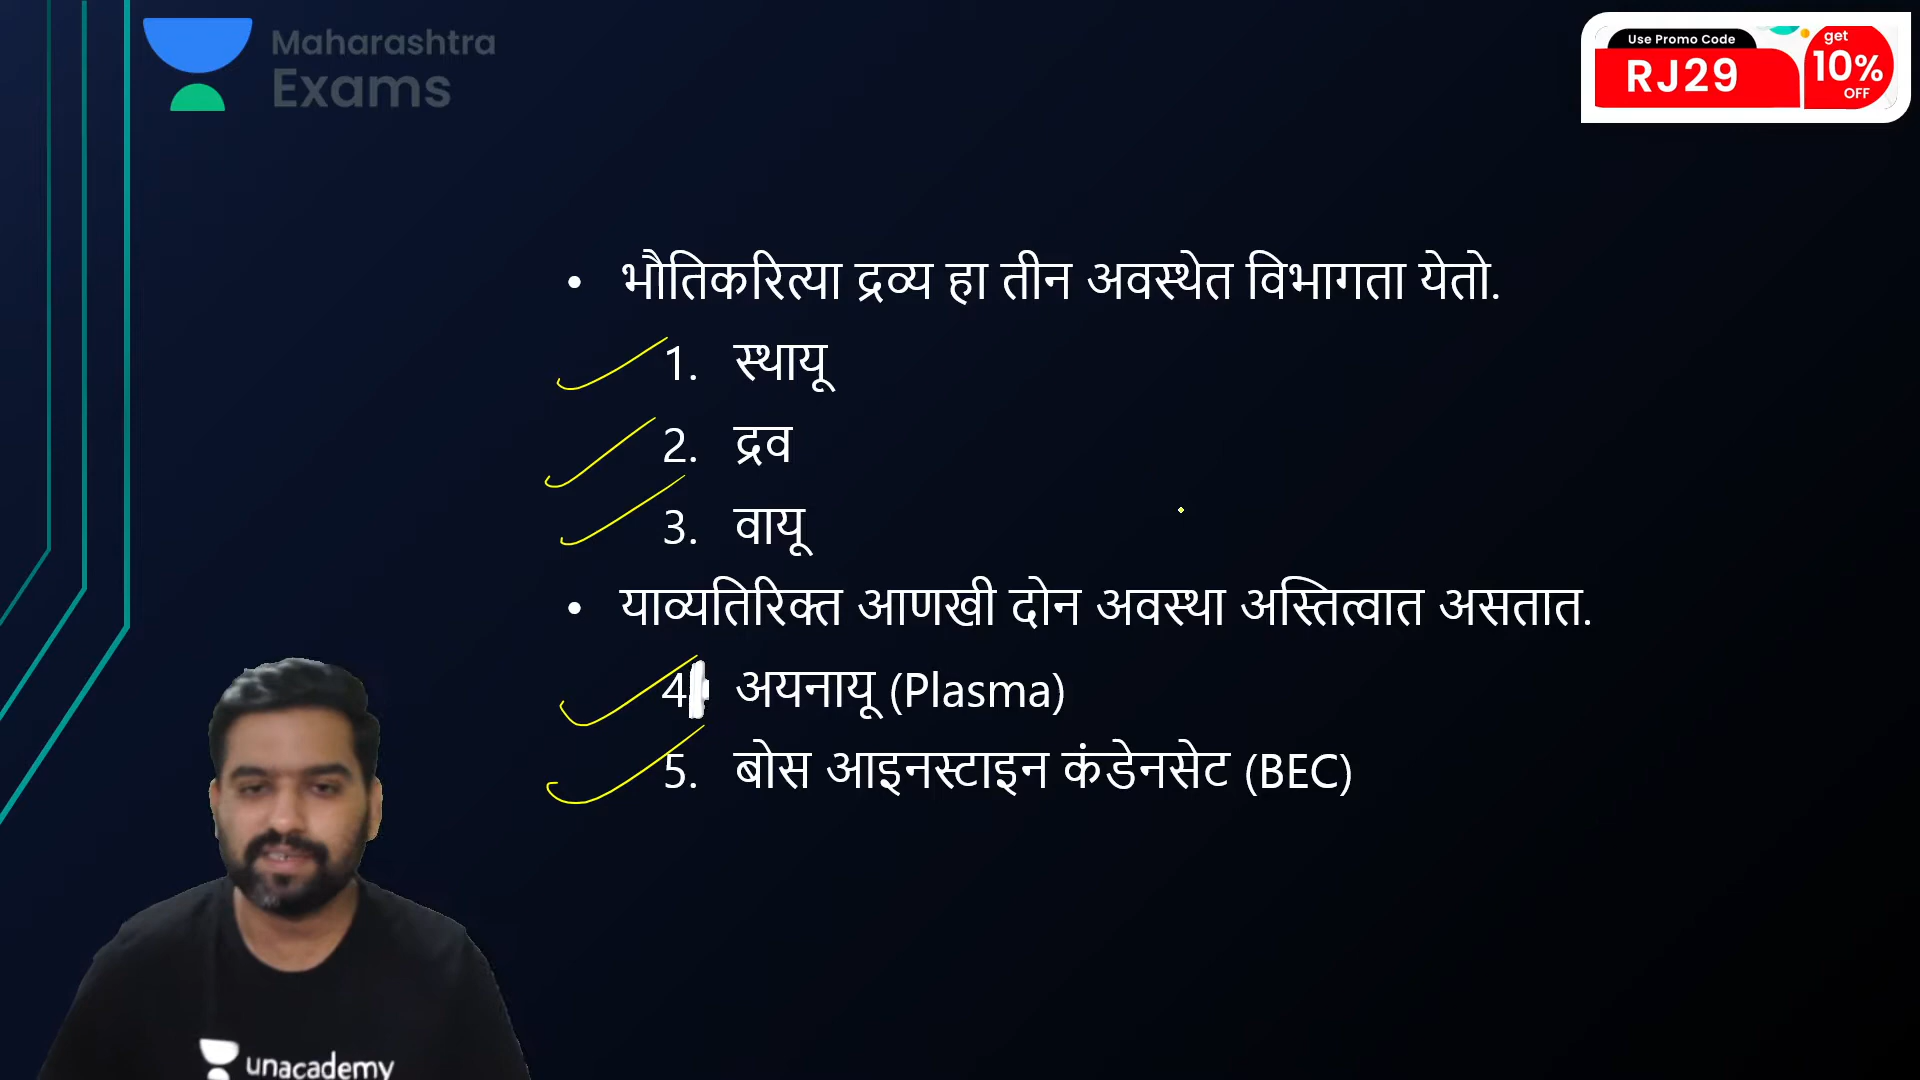 Maharashtra
Exams
Use Promo Code
RJ29
get
10%
OFF
• भौतिकरित्या द्रव्य हा तीन अवस्थेत विभागता येतो.
1. स्थायू
2. द्रव
3. वायू
• याव्यतिरिक्त आणखी दोन अवस्था अस्तित्वात असतात.
4 अयनायू (Plasma)
5. बोस आइनस्टाइन कंडेनसेट (BEC)
unacademy